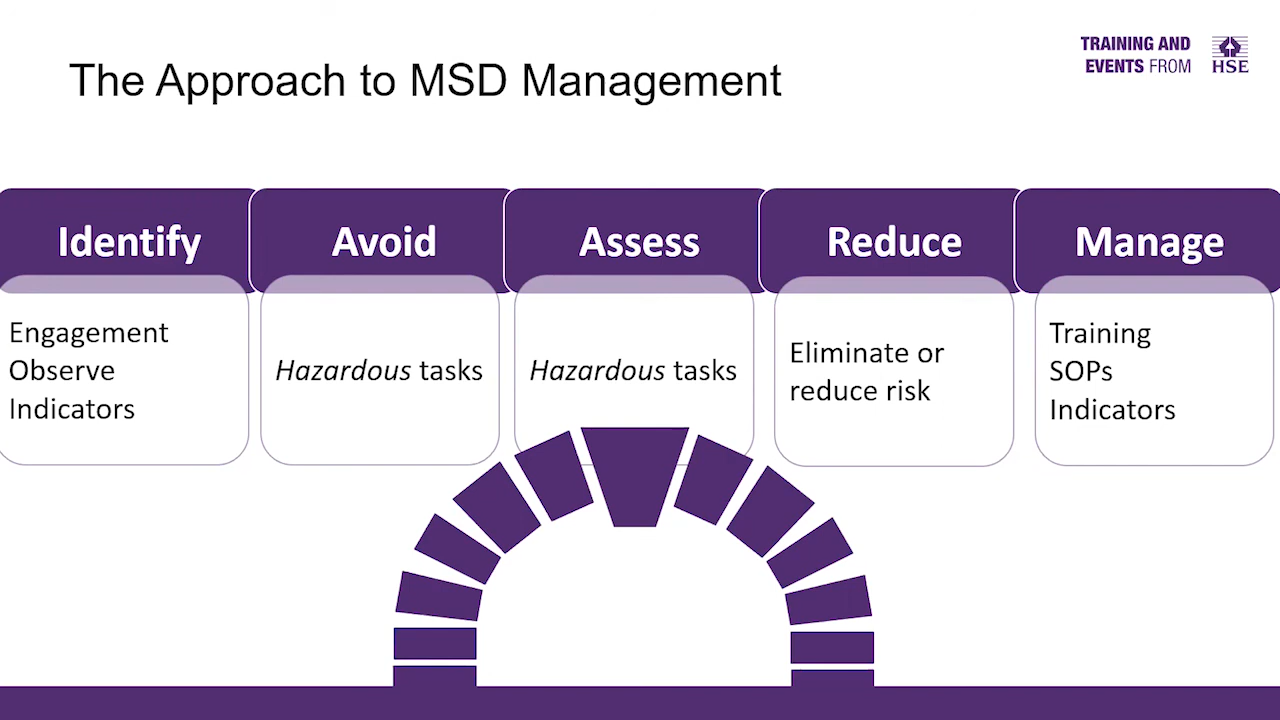 The Approach to MSD Management
TRAINING AND
EVENTS FROM
HSE
Identify
Engagement
Observe
Indicators
Avoid
Hazardous tasks
Assess
Hazardous tasks
Reduce
Eliminate or
reduce risk
Manage
Training
SOPs
Indicators